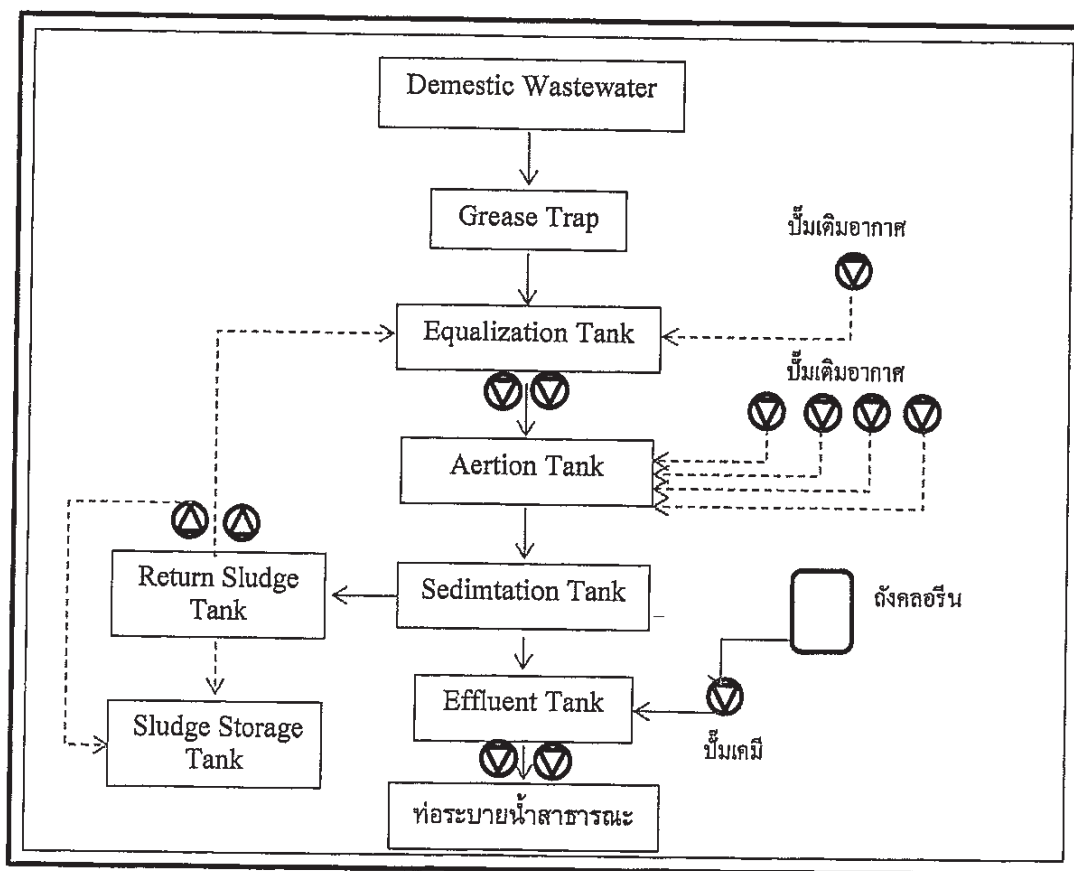 Demestic Wastewater
Grease Trap
ปั๊มเติมอากาศ
Equalization Tank
ปั๊มเติมอากาศ
Aertion Tank
Return Sludge
Tank
Sedimtation Tank
ถังคลอรีน
Effluent Tank
Sludge Storage
Tank
ปั๊มเคมี
ท่อระบายน้ำสาธารณะ